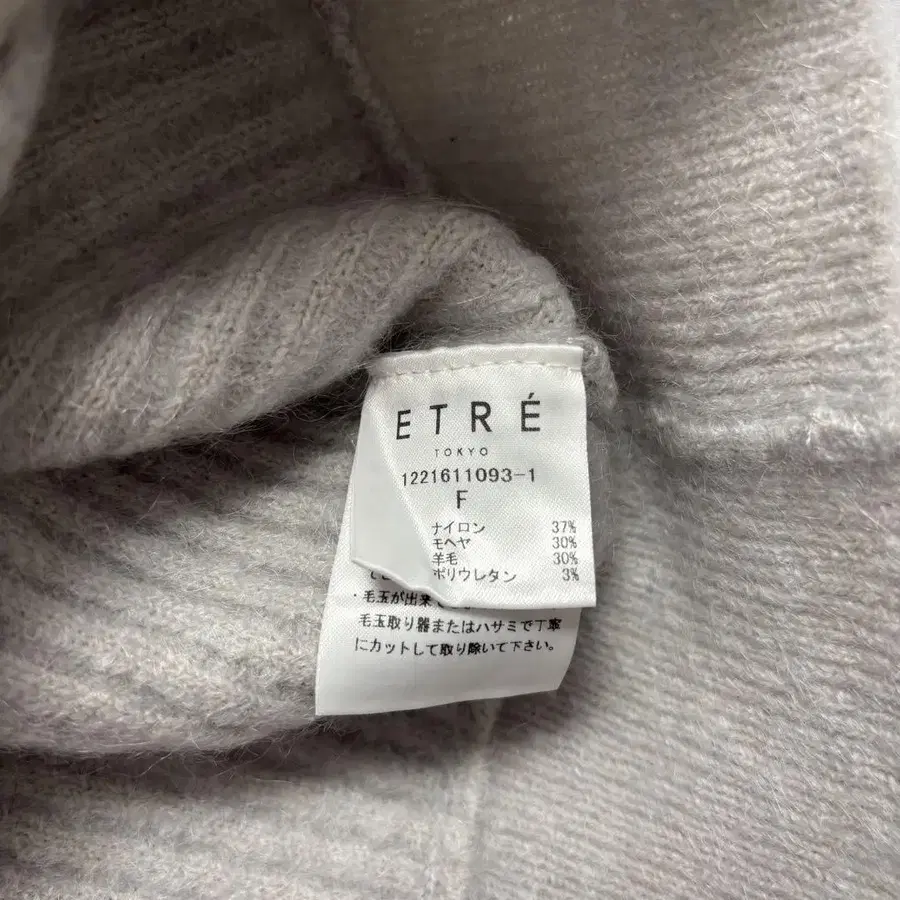 ETRÉ
TOKYO
1221611093-1
F
ナイロン 37%
モヘヤ 30%
羊毛 30%
ポリウレタン 3%
・毛玉が出来
毛玉取り器またはハサミで丁寧
にカットして取り除いて下さい。